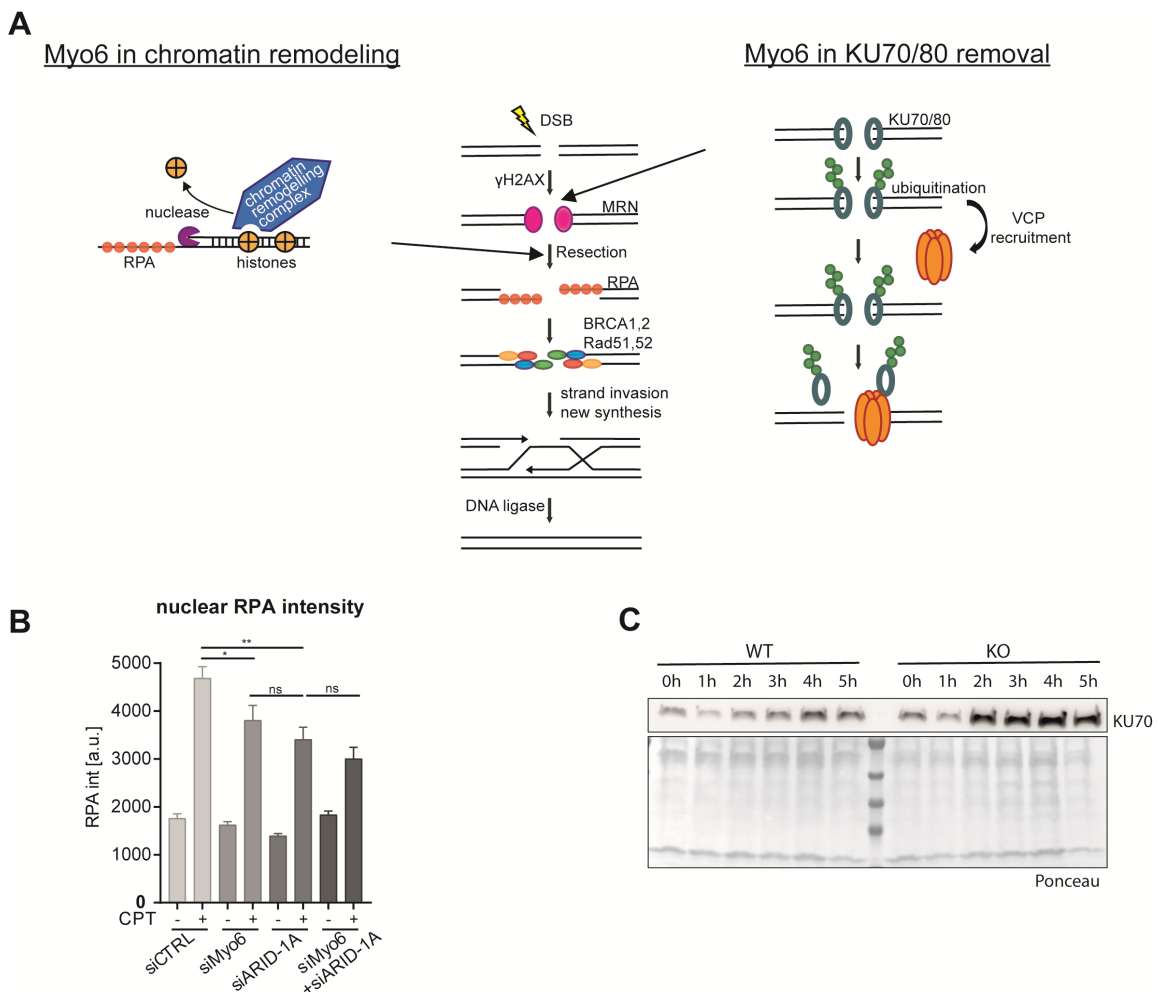 A
Myo6 in chromatin remodeling
Myo6 in KU70/80 removal
chromatin
remodelling
complex
nuclease
RPA
histones
DSB
γH2AX
MRN
Resection
RPA
BRCA1,2
Rad51,52
strand invasion
new synthesis
DNA ligase
KU70/80
ubiquitination
VCP
recruitment
B
nuclear RPA intensity
**
*
ns
ns
5000
4000
3000
2000
1000
0
RPA int [a.u.]
CPT - + - + - + - +
siCTRL
siMyo6
siARID-1A
siMyo6
+siARID-1A
C
WT
KO
0h 1h 2h 3h 4h 5h
0h 1h 2h 3h 4h 5h
KU70
Ponceau